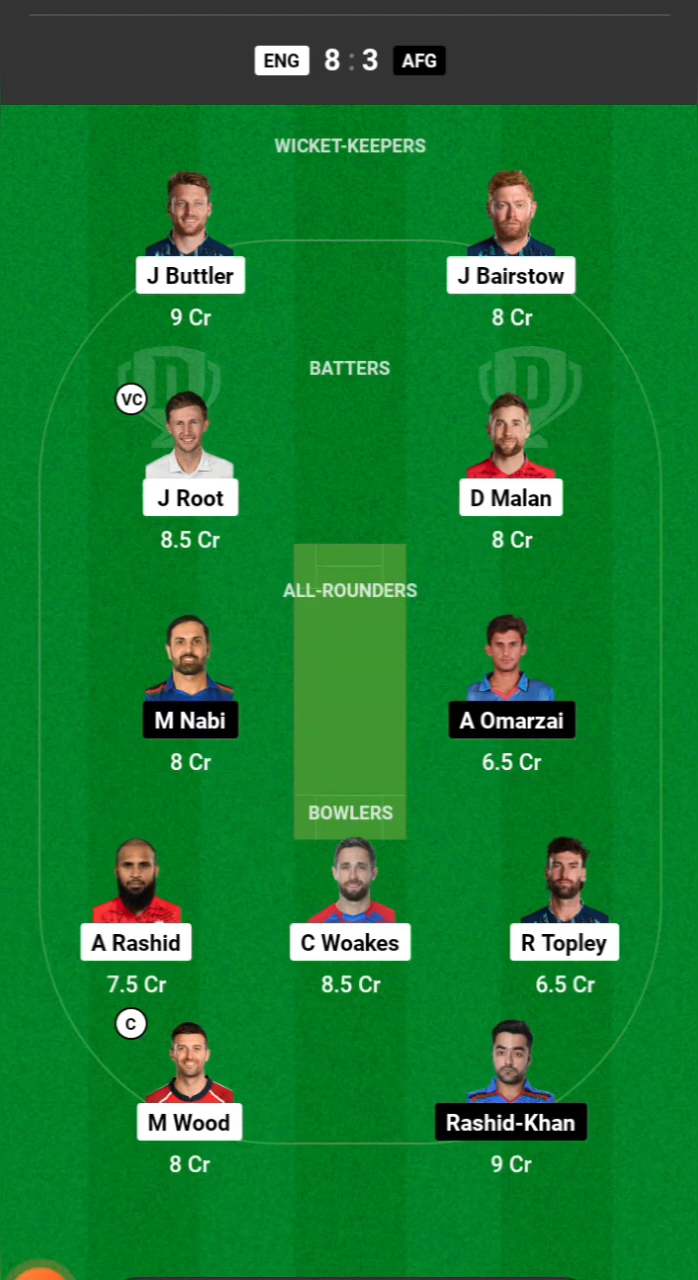 ENG 8 : 3 AFG
WICKET-KEEPERS
J Buttler J Bairstow
9 Cr 8 Cr
BATTERS
VC
J Root D Malan
8.5 Cr 8 Cr
ALL-ROUNDERS
M Nabi A Omarzai
8 Cr 6.5 Cr
BOWLERS
A Rashid C Woakes R Topley
7.5 Cr 8.5 Cr 6.5 Cr
C
M Wood Rashid-Khan
8 Cr 9 Cr